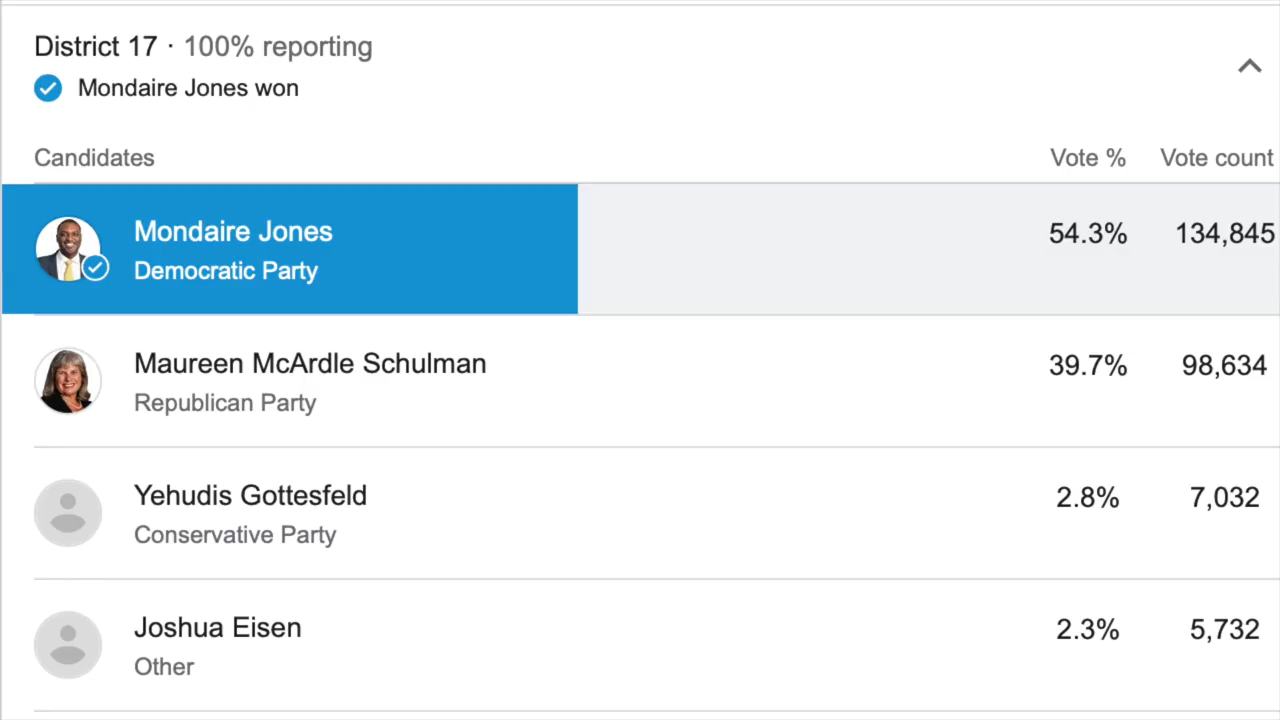 District 17 · 100% reporting
Mondaire Jones won
Candidates Vote % Vote count
Mondaire Jones 54.3% 134,845
Democratic Party
Maureen McArdle Schulman 39.7% 98,634
Republican Party
Yehudis Gottesfeld 2.8% 7,032
Conservative Party
Joshua Eisen 2.3% 5,732
Other